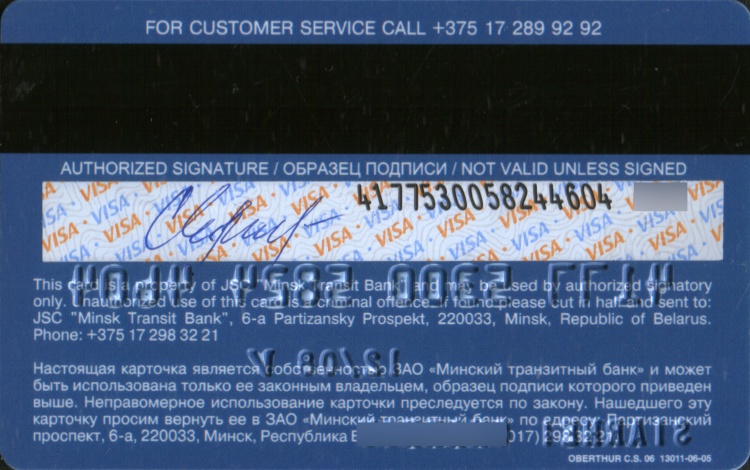 FOR CUSTOMER SERVICE CALL +375 17 289 92 92
AUTHORIZED SIGNATURE / ОБРАЗЕЦ ПОДПИСИ / NOT VALID UNLESS SIGNED
4177530058244604
This card is property of JSC "Minsk Transit Bank" and may be used by authorized signatory
only. Unauthorized use of this card is criminal offence. If found please cut in half and sent to:
JSC "Minsk Transit Bank", 6-a Partizansky Prospekt, 220033, Minsk, Republic of Belarus.
Phone: +375 17 298 32 21
Настоящая карточка является собственностью ЗАО «Минский транзитный банк» и может
быть использована только ее законным владельцем, образец подписи которого приведен
выше. Неправомерное использование карточки преследуется по закону. Нашедшего эту
карточку просим вернуть ее в ЗАО «Минский транзитный банк» по адресу: Партизанский
проспект, 6-а, 220033, Минск, Республика 017) 298 32 21
OBERTHUR C.S. 06 13011-06-05